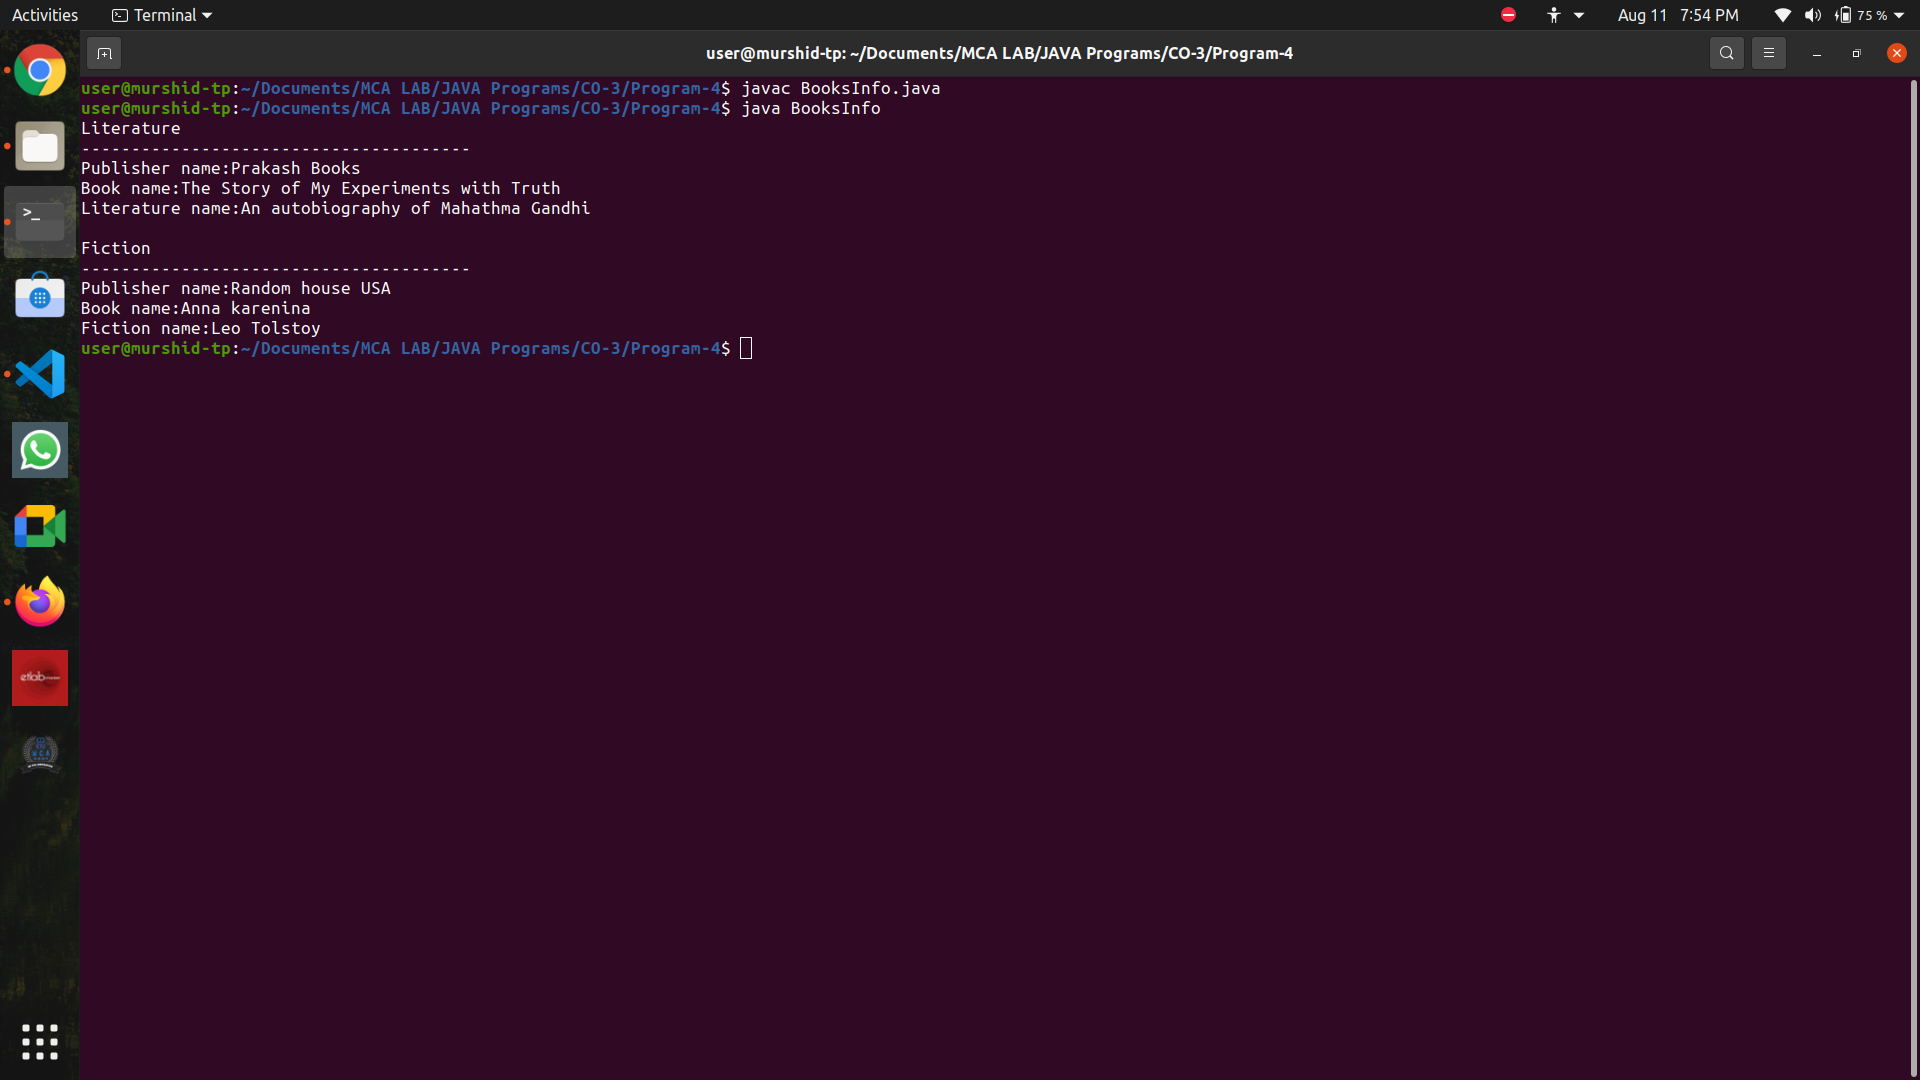 Activities
Terminal
Aug 11 7:54 PM
75 %
user@murshid-tp: ~/Documents/MCA LAB/JAVA Programs/CO-3/Program-4
user@murshid-tp:~/Documents/MCA LAB/JAVA Programs/CO-3/Program-4$ javac BooksInfo.java
user@murshid-tp:~/Documents/MCA LAB/JAVA Programs/CO-3/Program-4$ java BooksInfo
Literature
---------------------------------------
Publisher name:Prakash Books
Book name:The Story of My Experiments with Truth
Literature name:An autobiography of Mahathma Gandhi
Fiction
---------------------------------------
Publisher name:Random house USA
Book name:Anna karenina
Fiction name:Leo Tolstoy
user@murshid-tp:~/Documents/MCA LAB/JAVA Programs/CO-3/Program-4$
>_
etlab
MCA